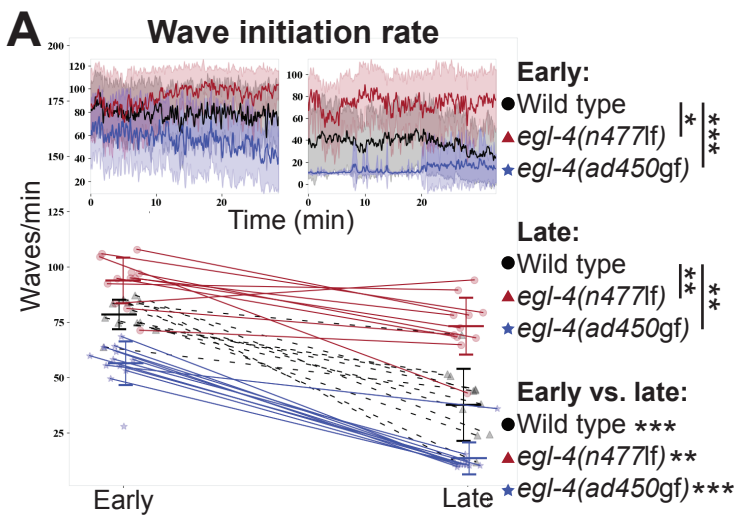 A
Wave initiation rate
Waves/min
200
175
150
125
100
75
50
25
0
120
100
80
60
40
20
0
10
20
100
80
60
40
20
0
0
10
20
30
Time (min)
Early
Late
Early:
Wild type
egl-4(n477lf)
egl-4(ad450gf)
*
***
Late:
Wild type
egl-4(n477lf)
egl-4(ad450gf)
**
**
Early vs. late:
Wild type ***
egl-4(n477lf) **
egl-4(ad450gf) ***